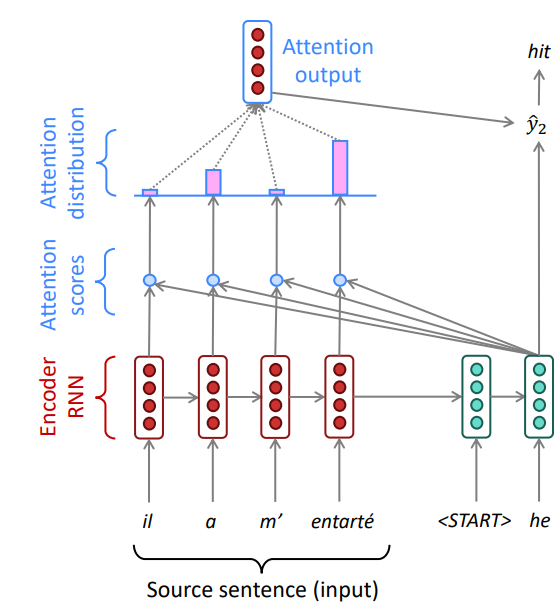 Attention
output
hit
ŷ₂
Attention
distribution
Attention
scores
Encoder
RNN
il
a
m’
entarté
<START>
he
Source sentence (input)